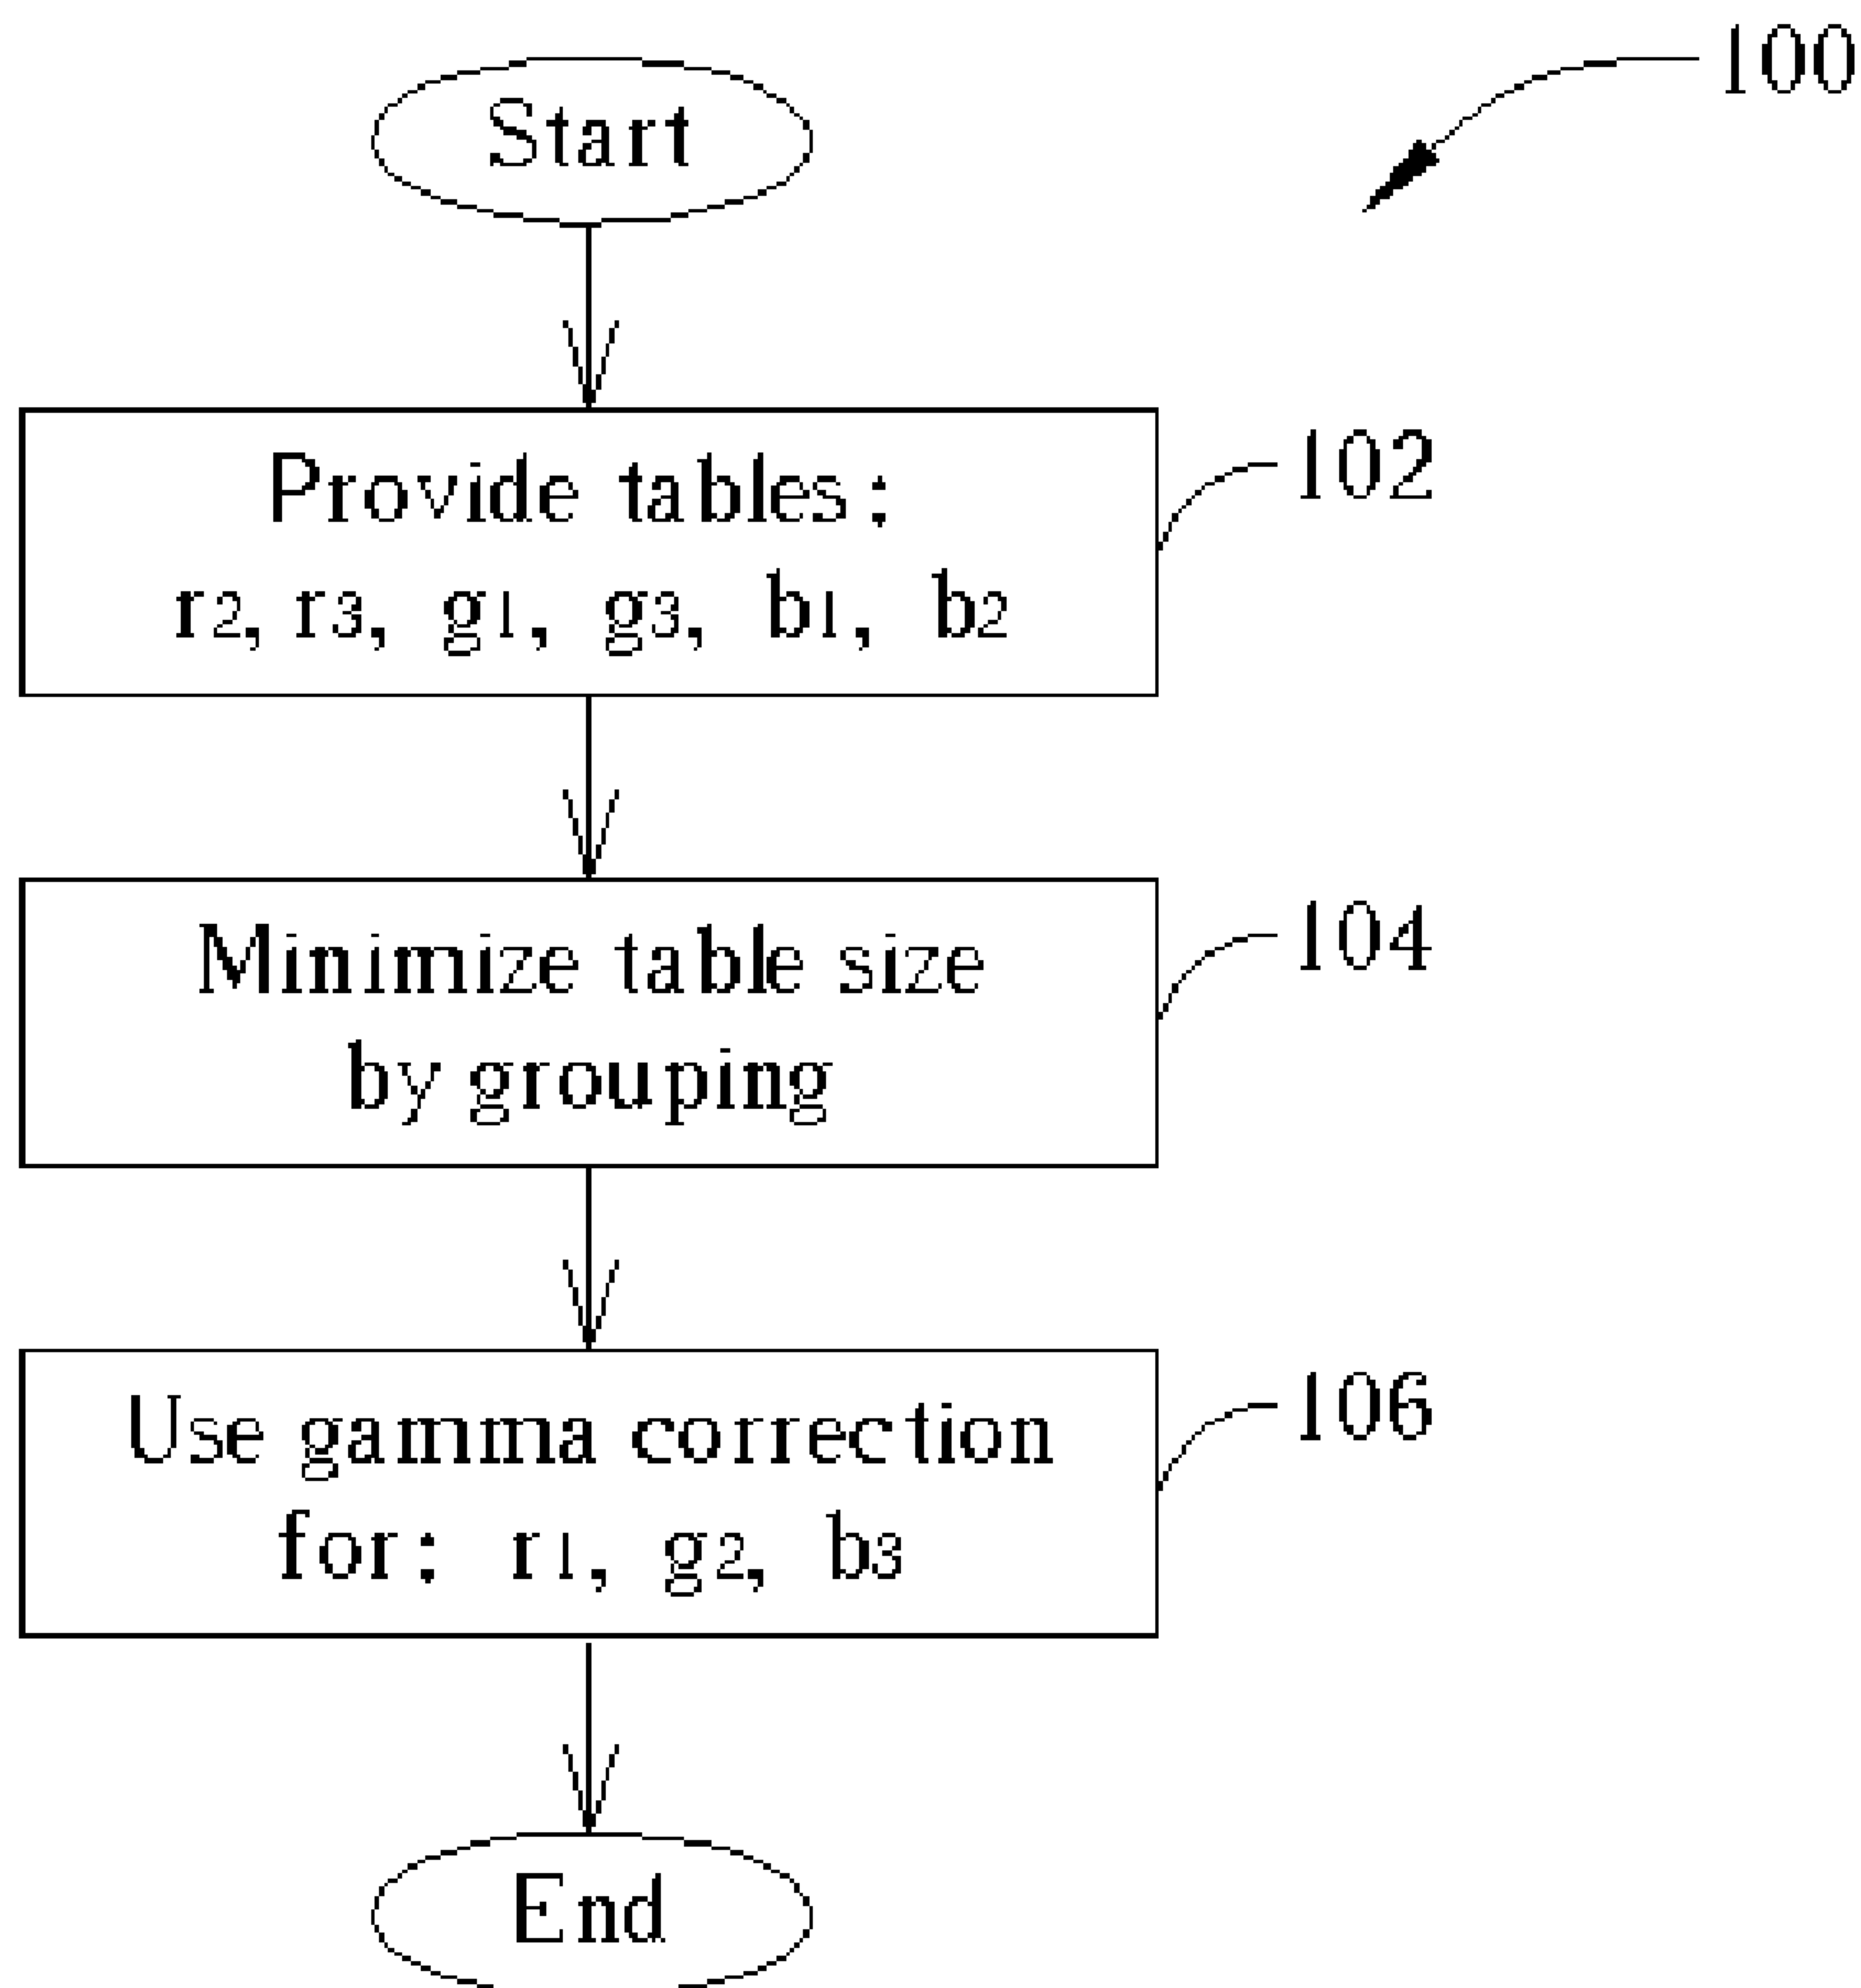 100
Start
Provide tables:
r2, r3, g1, g3, b1, b2
102
Minimize table size
by grouping
104
Use gamma correction
for: r1, g2, b3
106
End